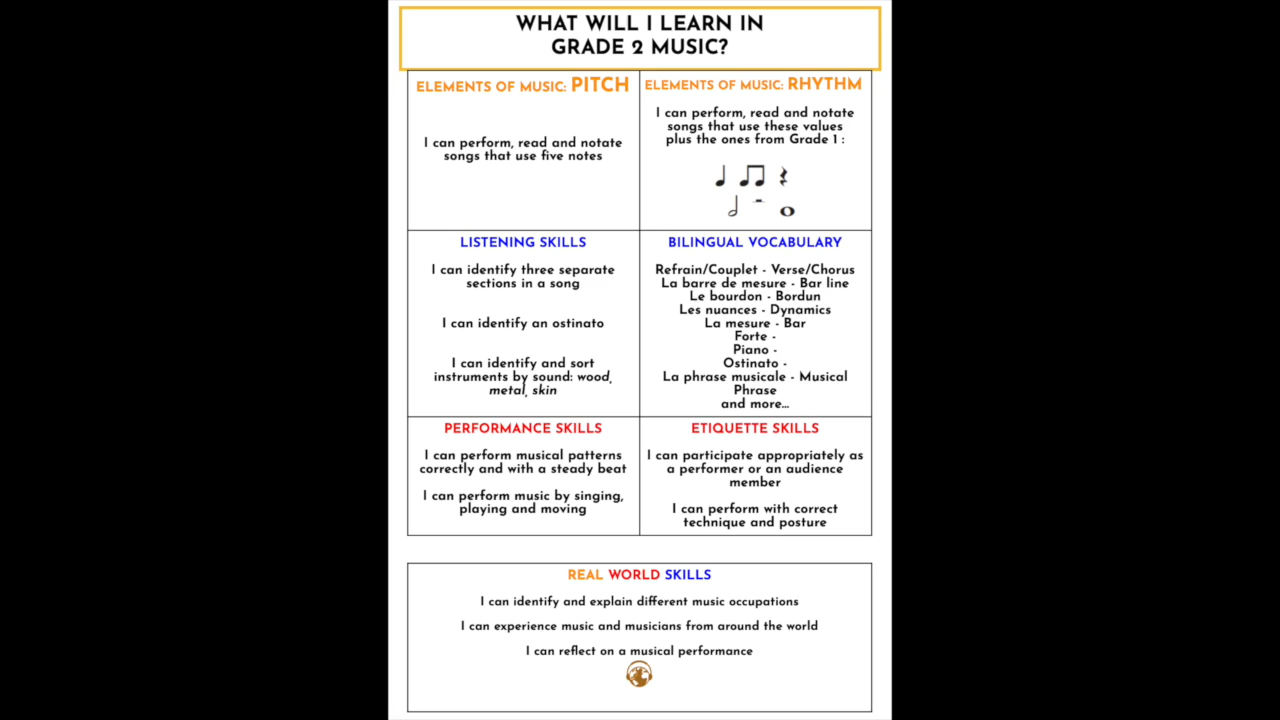 WHAT WILL I LEARN IN
GRADE 2 MUSIC?
ELEMENTS OF MUSIC: PITCH
I can perform, read and notate
songs that use five notes
ELEMENTS OF MUSIC: RHYTHM
I can perform, read and notate
songs that use these values
plus the ones from Grade 1 :
LISTENING SKILLS
I can identify three separate
sections in a song
I can identify an ostinato
I can identify and sort
instruments by sound: wood,
metal, skin
BILINGUAL VOCABULARY
Refrain/Couplet - Verse/Chorus
La barre de mesure - Bar line
Le bourdon - Bordun
Les nuances - Dynamics
La mesure - Bar
Forte -
Piano -
Ostinato -
La phrase musicale - Musical
Phrase
and more...
PERFORMANCE SKILLS
I can perform musical patterns
correctly and with a steady beat
I can perform music by singing,
playing and moving
ETIQUETTE SKILLS
I can participate appropriately as
a performer or an audience
member
I can perform with correct
technique and posture
REAL WORLD SKILLS
I can identify and explain different music occupations
I can experience music and musicians from around the world
I can reflect on a musical performance